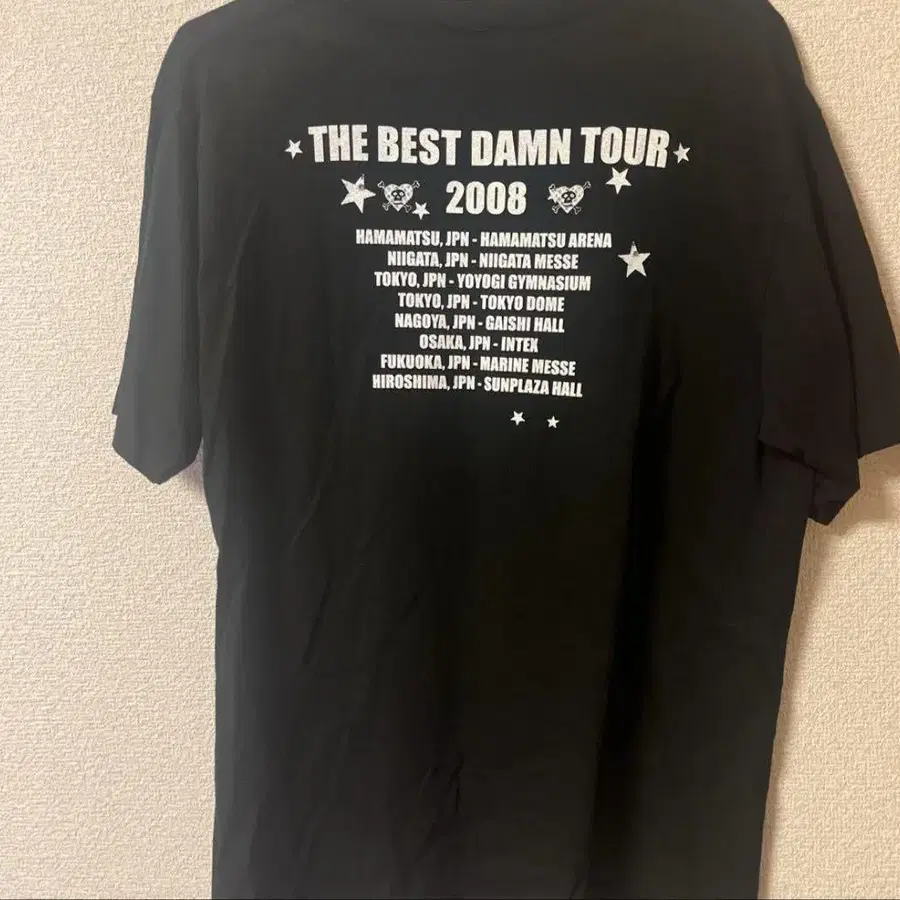 THE BEST DAMN TOUR
2008
HAMAMATSU, JPN - HAMAMATSU ARENA
NIIGATA, JPN - NIIGATA MESSE
TOKYO, JPN - YOYOGI GYMNASIUM
TOKYO, JPN - TOKYO DOME
NAGOYA, JPN - GAISHI HALL
OSAKA, JPN - INTEX
FUKUOKA, JPN - MARINE MESSE
HIROSHIMA, JPN - SUNPLAZA HALL